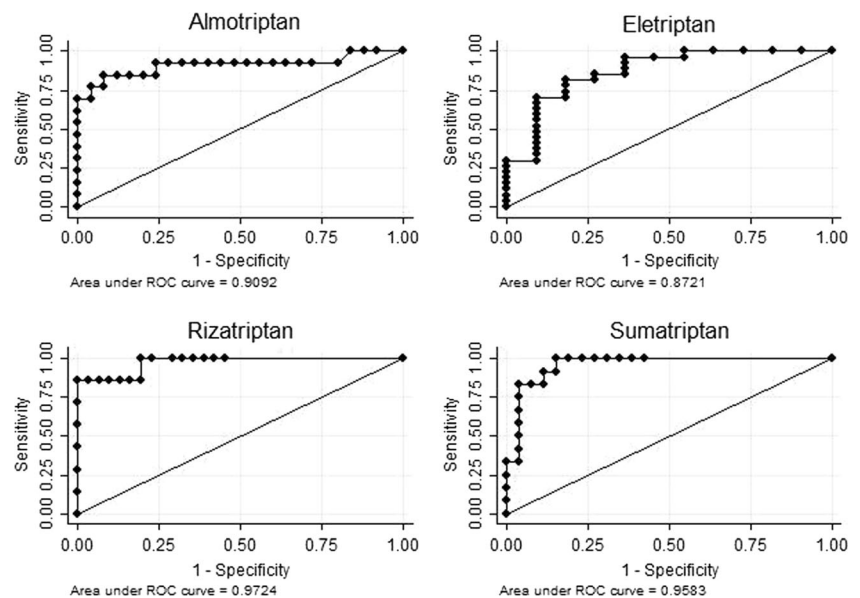 Almotriptan
Sensitivity
0.00 0.25 0.50 0.75 1.00
0.00 0.25 0.50 0.75 1.00
1 - Specificity
Area under ROC curve = 0.9092
Eletriptan
Sensitivity
0.00 0.25 0.50 0.75 1.00
0.00 0.25 0.50 0.75 1.00
1 - Specificity
Area under ROC curve = 0.8721
Rizatriptan
Sensitivity
0.00 0.25 0.50 0.75 1.00
0.00 0.25 0.50 0.75 1.00
1 - Specificity
Area under ROC curve = 0.9724
Sumatriptan
Sensitivity
0.00 0.25 0.50 0.75 1.00
0.00 0.25 0.50 0.75 1.00
1 - Specificity
Area under ROC curve = 0.9583